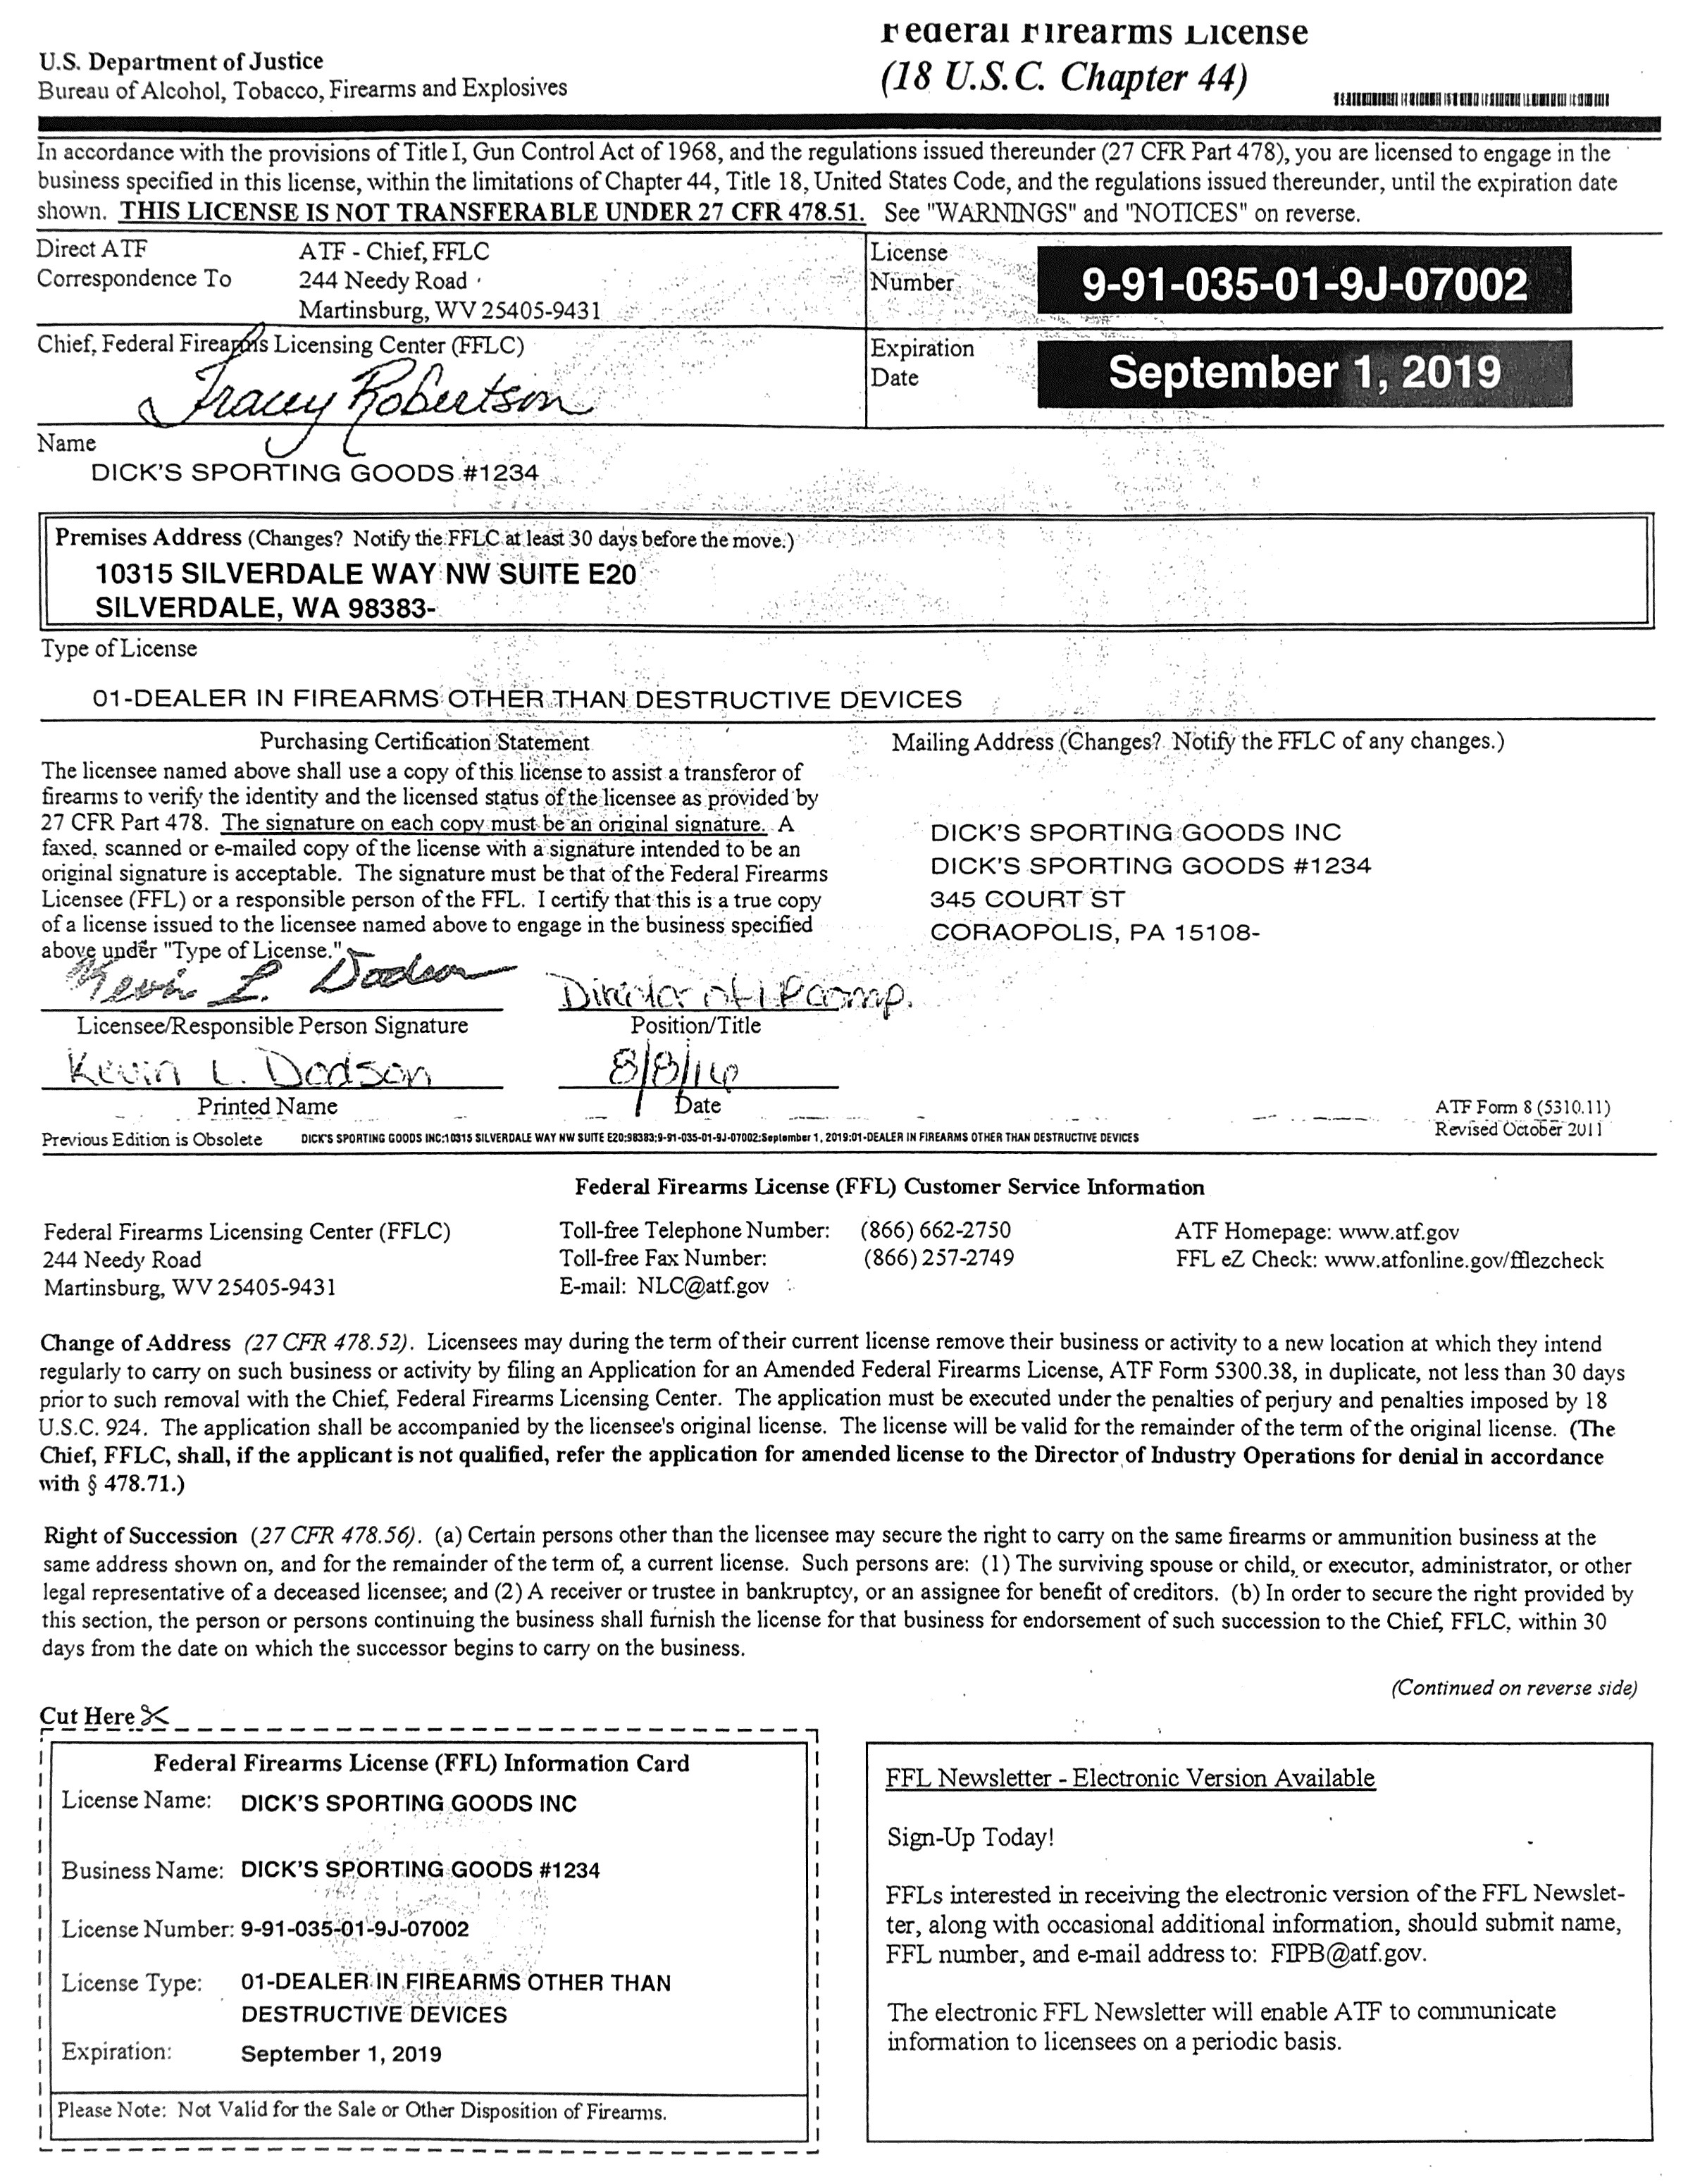 Federal Firearms License
(18 U.S.C. Chapter 44)
U.S. Department of Justice
Bureau of Alcohol, Tobacco, Firearms and Explosives
In accordance with the provisions of Title I, Gun Control Act of 1968, and the regulations issued thereunder (27 CFR Part 478), you are licensed to engage in the
business specified in this license, within the limitations of Chapter 44, Title 18, United States Code, and the regulations issued thereunder, until the expiration date
shown. THIS LICENSE IS NOT TRANSFERABLE UNDER 27 CFR 478.51. See "WARNINGS" and "NOTICES" on reverse.
Direct ATF
Correspondence To
ATF - Chief, FFLC
244 Needy Road
Martinsburg, WV 25405-9431
License
Number
9-91-035-01-9J-07002
Chief, Federal Firearms Licensing Center (FFLC)
Tracey Robertson
Expiration
Date
September 1, 2019
Name
DICK'S SPORTING GOODS #1234
Premises Address (Changes? Notify the FFLC at least 30 days before the move.)
10315 SILVERDALE WAY NW SUITE E20
SILVERDALE, WA 98383-
Type of License
01-DEALER IN FIREARMS OTHER THAN DESTRUCTIVE DEVICES
Purchasing Certification Statement
The licensee named above shall use a copy of this license to assist a transferor of
firearms to verify the identity and the licensed status of the licensee as provided by
27 CFR Part 478. The signature on each copy must be an original signature. A
faxed, scanned or e-mailed copy of the license with a signature intended to be an
original signature is acceptable. The signature must be that of the Federal Firearms
Licensee (FFL) or a responsible person of the FFL. I certify that this is a true copy
of a license issued to the licensee named above to engage in the business specified
above under "Type of License."
Mailing Address (Changes? Notify the FFLC of any changes.)
DICK'S SPORTING GOODS INC
DICK'S SPORTING GOODS #1234
345 COURT ST
CORAOPOLIS, PA 15108-
Kevin L. Dodson
Licensee/Responsible Person Signature
Director of LP comp.
Position/Title
Kevin L. Dodson
Printed Name
8/8/16
Date
ATF Form 8 (5310.11)
Revised October 2011
Previous Edition is Obsolete
DICK'S SPORTING GOODS INC:10315 SILVERDALE WAY NW SUITE E20:98383:9-91-035-01-9J-07002:September 1, 2019:01-DEALER IN FIREARMS OTHER THAN DESTRUCTIVE DEVICES
Federal Firearms License (FFL) Customer Service Information
Federal Firearms Licensing Center (FFLC)
244 Needy Road
Martinsburg, WV 25405-9431
Toll-free Telephone Number: (866) 662-2750
Toll-free Fax Number: (866) 257-2749
E-mail: NLC@atf.gov
ATF Homepage: www.atf.gov
FFL eZ Check: www.atfonline.gov/fflezcheck
Change of Address (27 CFR 478.52). Licensees may during the term of their current license remove their business or activity to a new location at which they intend
regularly to carry on such business or activity by filing an Application for an Amended Federal Firearms License, ATF Form 5300.38, in duplicate, not less than 30 days
prior to such removal with the Chief, Federal Firearms Licensing Center. The application must be executed under the penalties of perjury and penalties imposed by 18
U.S.C. 924. The application shall be accompanied by the licensee's original license. The license will be valid for the remainder of the term of the original license. (The
Chief, FFLC, shall, if the applicant is not qualified, refer the application for amended license to the Director of Industry Operations for denial in accordance
with § 478.71.)
Right of Succession (27 CFR 478.56). (a) Certain persons other than the licensee may secure the right to carry on the same firearms or ammunition business at the
same address shown on, and for the remainder of the term of, a current license. Such persons are: (1) The surviving spouse or child, or executor, administrator, or other
legal representative of a deceased licensee; and (2) A receiver or trustee in bankruptcy, or an assignee for benefit of creditors. (b) In order to secure the right provided by
this section, the person or persons continuing the business shall furnish the license for that business for endorsement of such succession to the Chief, FFLC, within 30
days from the date on which the successor begins to carry on the business.
(Continued on reverse side)
Cut Here
Federal Firearms License (FFL) Information Card
License Name: DICK'S SPORTING GOODS INC
Business Name: DICK'S SPORTING GOODS #1234
License Number: 9-91-035-01-9J-07002
License Type: 01-DEALER IN FIREARMS OTHER THAN
DESTRUCTIVE DEVICES
Expiration: September 1, 2019
Please Note: Not Valid for the Sale or Other Disposition of Firearms.
FFL Newsletter - Electronic Version Available
Sign-Up Today!
FFLs interested in receiving the electronic version of the FFL Newslet-
ter, along with occasional additional information, should submit name,
FFL number, and e-mail address to: FIPB@atf.gov.
The electronic FFL Newsletter will enable ATF to communicate
information to licensees on a periodic basis.